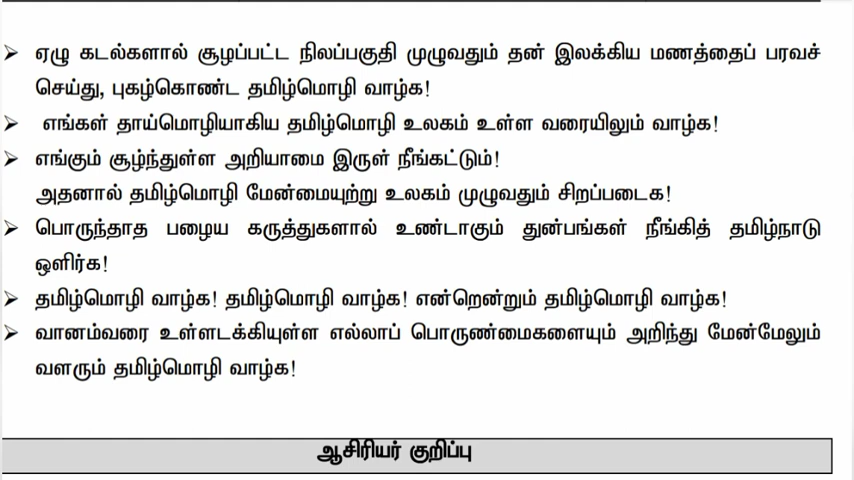 ➢ ஏழு கடல்களால் சூழப்பட்ட நிலப்பகுதி முழுவதும் தன் இலக்கிய மணத்தைப் பரவச்
செய்து, புகழ்கொண்ட தமிழ்மொழி வாழ்க!
➢ எங்கள் தாய்மொழியாகிய தமிழ்மொழி உலகம் உள்ள வரையிலும் வாழ்க!
➢ எங்கும் சூழ்ந்துள்ள அறியாமை இருள் நீங்கட்டும்!
அதனால் தமிழ்மொழி மேன்மையுற்று உலகம் முழுவதும் சிறப்படைக!
➢ பொருந்தாத பழைய கருத்துகளால் உண்டாகும் துன்பங்கள் நீங்கித் தமிழ்நாடு
ஒளிர்க!
➢ தமிழ்மொழி வாழ்க! தமிழ்மொழி வாழ்க! என்றென்றும் தமிழ்மொழி வாழ்க!
➢ வானம்வரை உள்ளடக்கியுள்ள எல்லாப் பொருண்மைகளையும் அறிந்து மேன்மேலும்
வளரும் தமிழ்மொழி வாழ்க!
ஆசிரியர் குறிப்பு